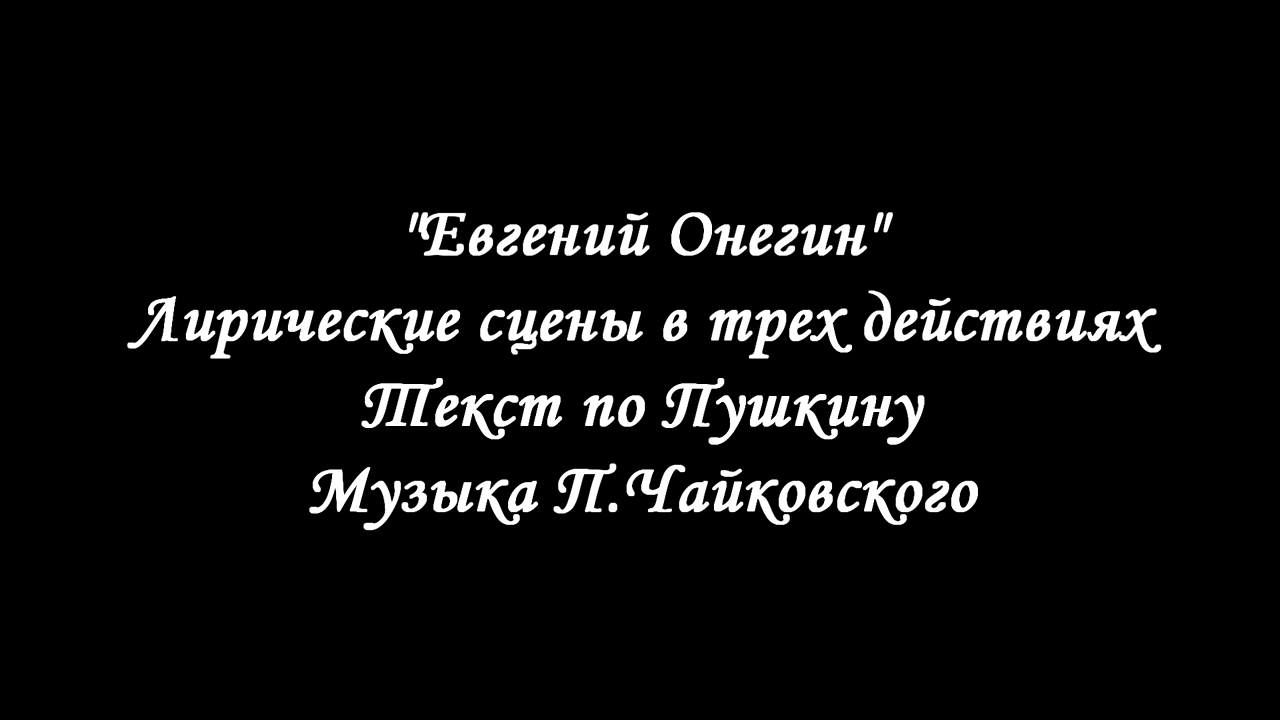 "Евгений Онегин"
Лирические сцены в трех действиях
Текст по Пушкину
Музыка П.Чайковского